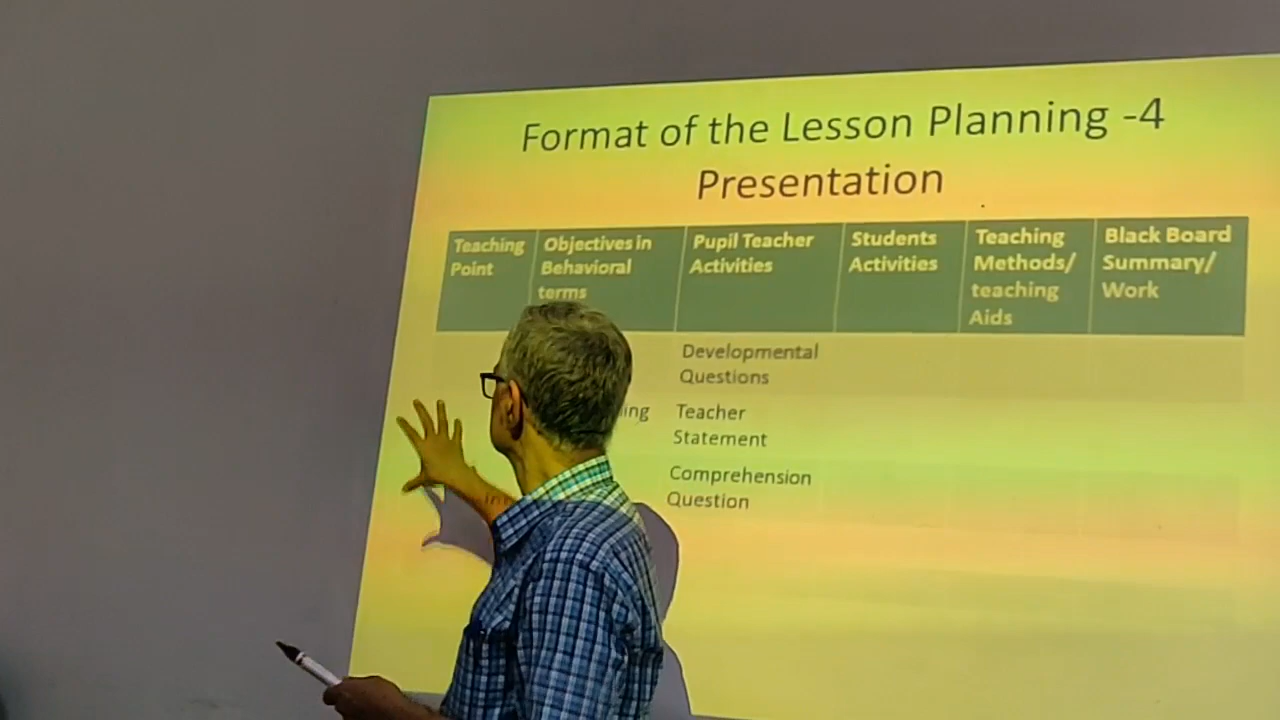 Format of the Lesson Planning -4
Presentation
Teaching
Point
Objectives in
Behavioral
terms
Pupil Teacher
Activities
Students
Activities
Teaching
Methods/
teaching
Aids
Black Board
Summary/
Work
Developmental
Questions
Teacher
Statement
Comprehension
Question